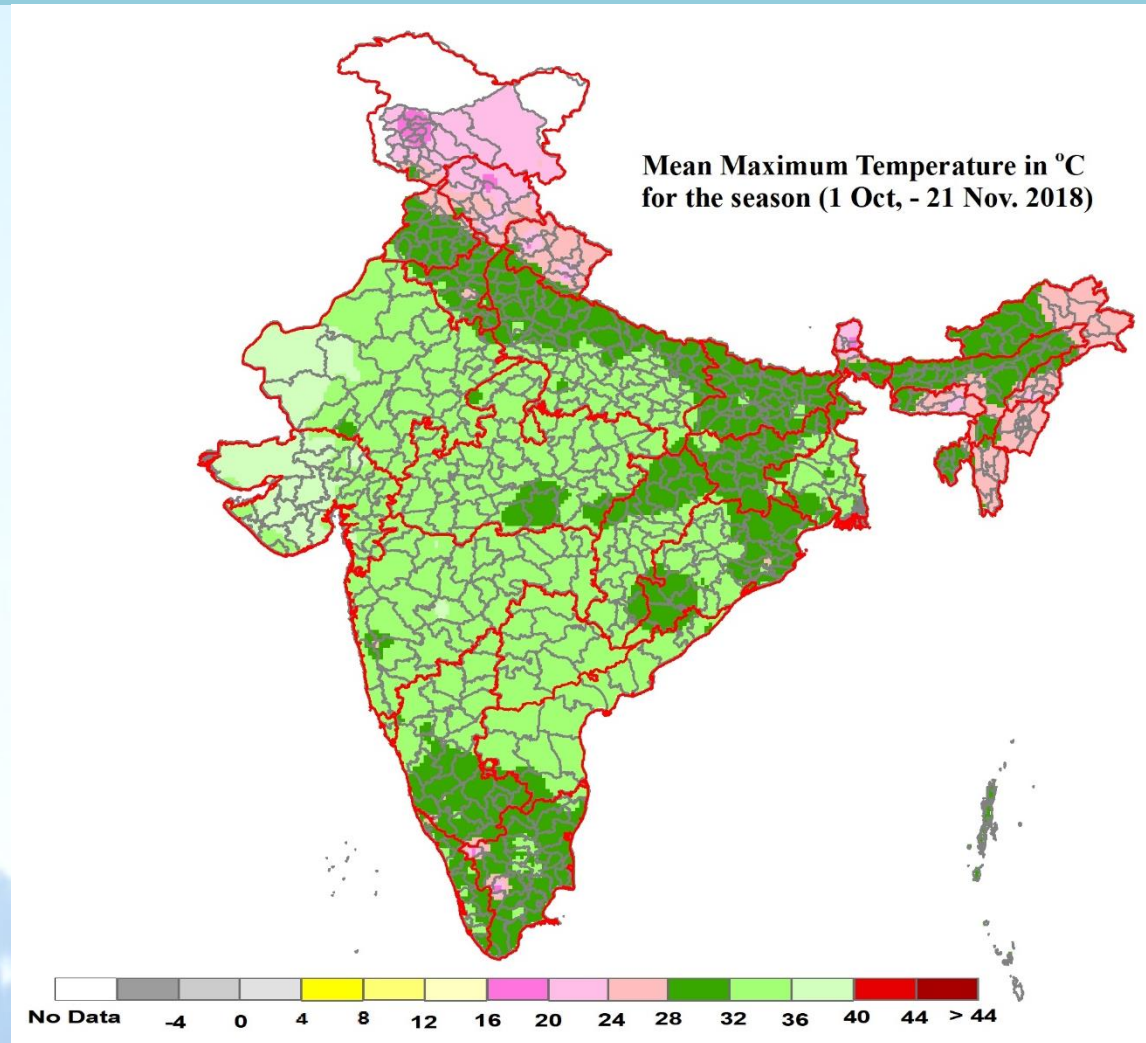 Mean Maximum Temperature in °C
for the season (1 Oct, - 21 Nov. 2018)
No Data -4 0 4 8 12 16 20 24 28 32 36 40 44 > 44